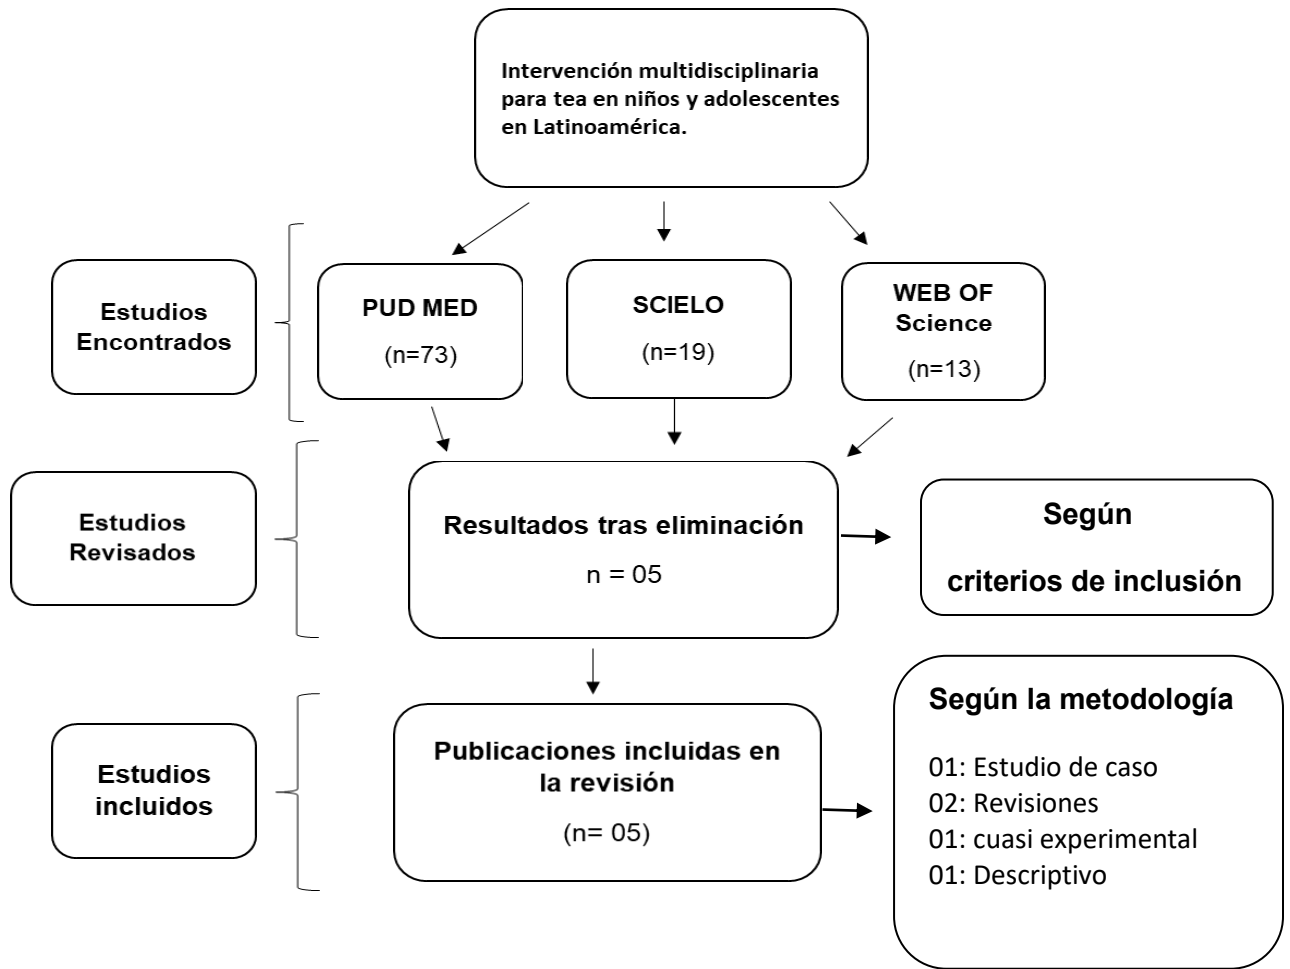 Intervención multidisciplinaria
para tea en niños y adolescentes
en Latinoamérica.
Estudios
Encontrados
PUD MED
(n=73)
SCIELO
(n=19)
WEB OF
Science
(n=13)
Estudios
Revisados
Resultados tras eliminación
n = 05
Según
criterios de inclusión
Estudios
incluidos
Publicaciones incluidas en
la revisión
(n= 05)
Según la metodología
01: Estudio de caso
02: Revisiones
01: cuasi experimental
01: Descriptivo